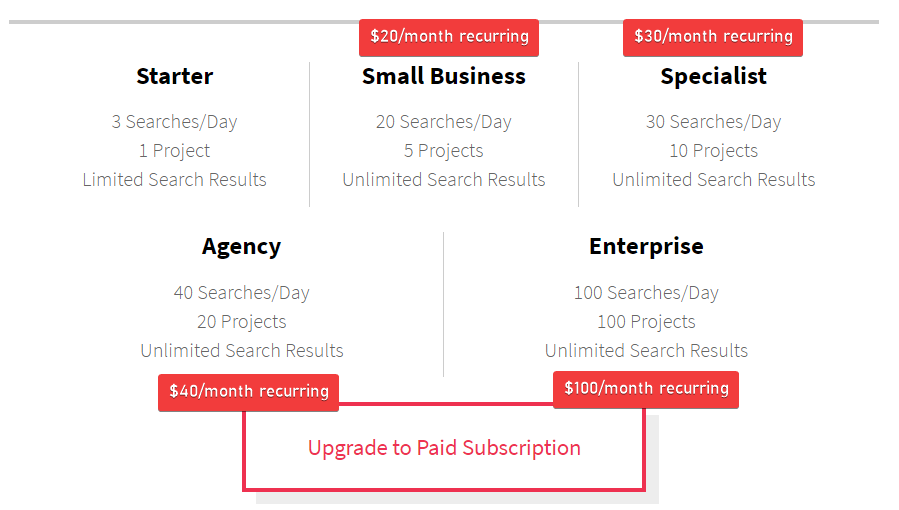 $20/month recurring
$30/month recurring
Starter
3 Searches/Day
1 Project
Limited Search Results
Small Business
20 Searches/Day
5 Projects
Unlimited Search Results
Specialist
30 Searches/Day
10 Projects
Unlimited Search Results
Agency
40 Searches/Day
20 Projects
Unlimited Search Results
$40/month recurring
Enterprise
100 Searches/Day
100 Projects
Unlimited Search Results
$100/month recurring
Upgrade to Paid Subscription